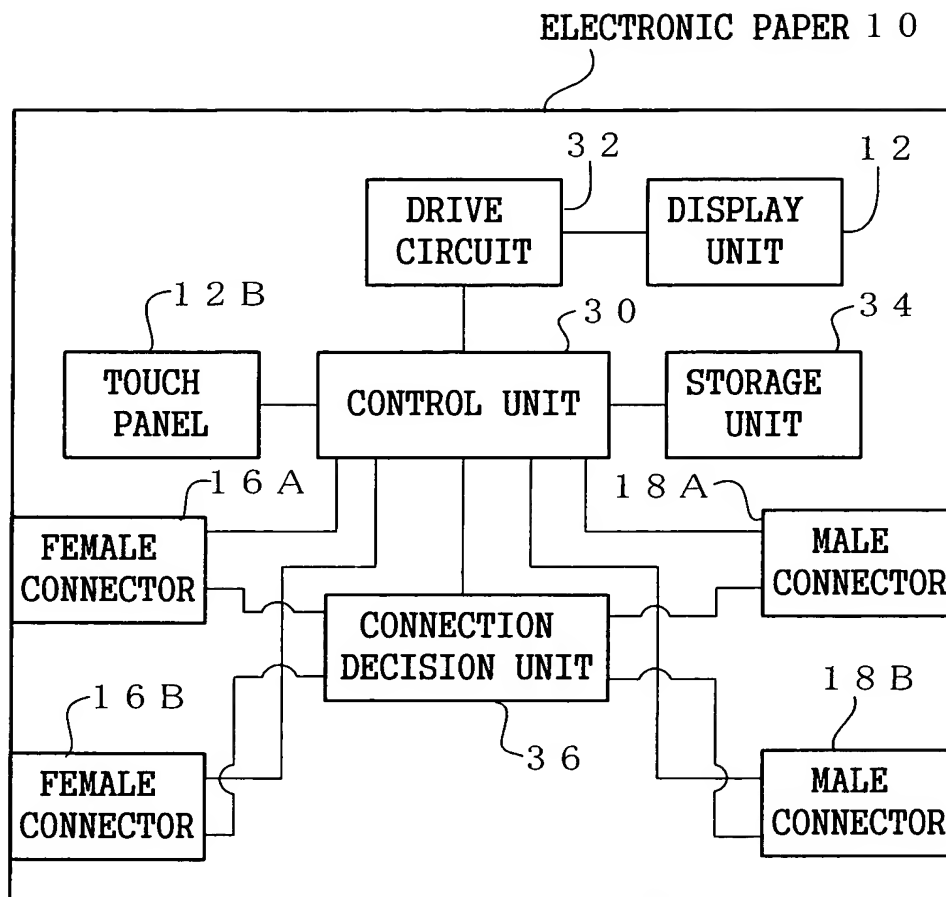 ELECTRONIC PAPER 10
32
12
DRIVE
CIRCUIT
DISPLAY
UNIT
12B
30
34
TOUCH
PANEL
CONTROL UNIT
STORAGE
UNIT
16A
18A
FEMALE
CONNECTOR
MALE
CONNECTOR
CONNECTION
DECISION UNIT
16B
36
18B
FEMALE
CONNECTOR
MALE
CONNECTOR